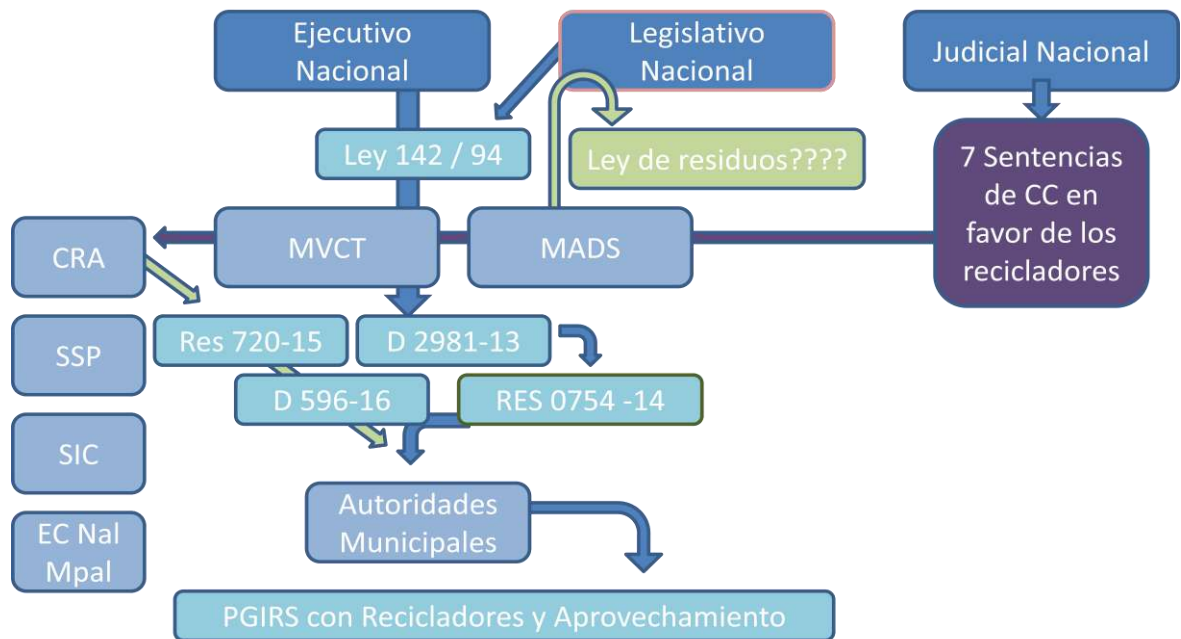 Ejecutivo
Nacional
Legislativo
Nacional
Judicial Nacional
Ley 142 / 94
Ley de residuos????
7 Sentencias
de CC en
favor de los
recicladores
CRA
MVCT
MADS
SSP
Res 720-15
D 2981-13
D 596-16
RES 0754 -14
SIC
Autoridades
Municipales
EC Nal
Mpal
PGIRS con Recicladores y Aprovechamiento